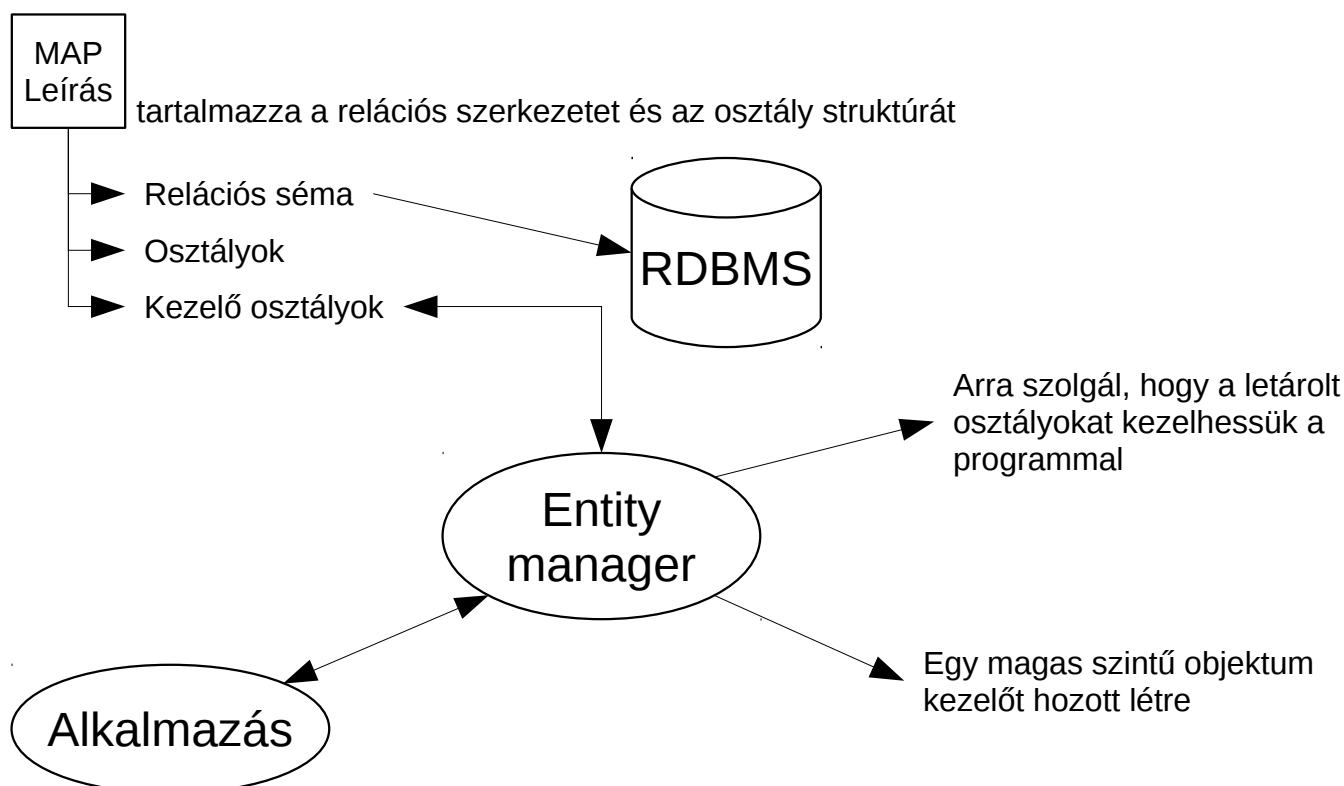 MAP
Leírás
tartalmazza a relációs szerkezetet és az osztály struktúrát
Relációs séma
Osztályok
Kezelő osztályok
RDBMS
Arra szolgál, hogy a letárolt
osztályokat kezelhessük a
programmal
Entity
manager
Egy magas szintű objektum
kezelőt hozott létre
Alkalmazás